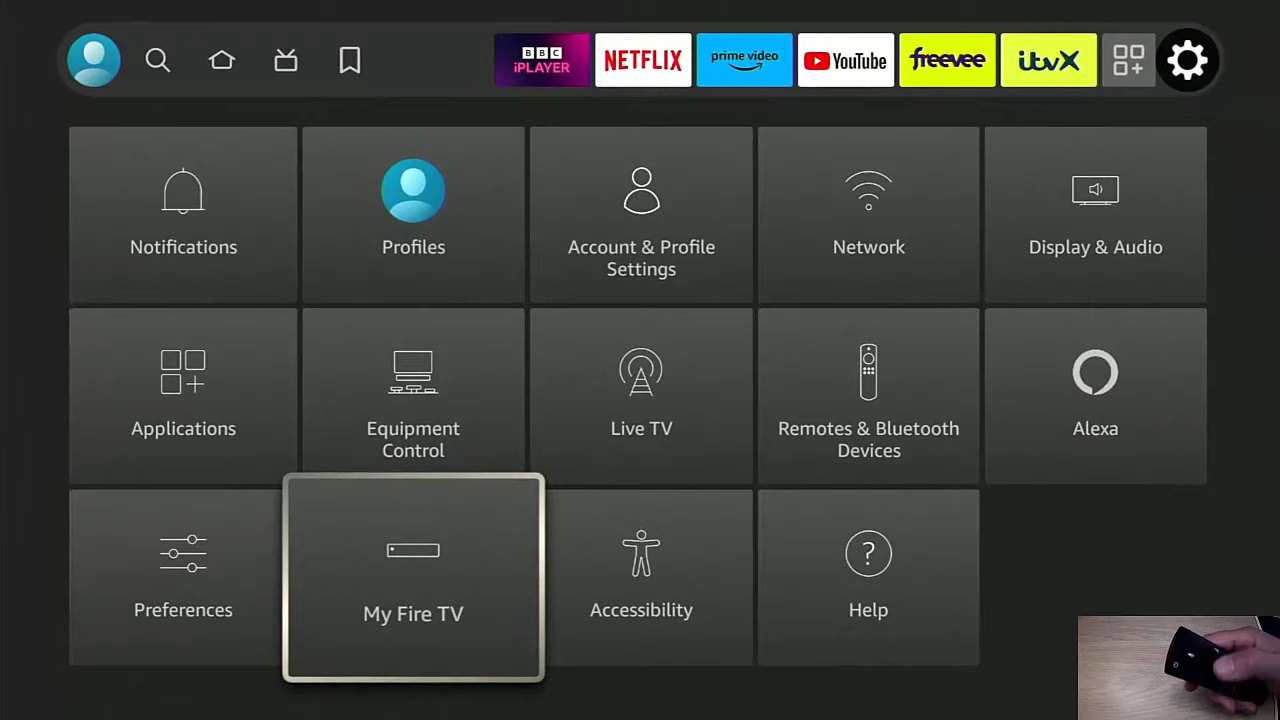 BBC
iPLAYER
NETFLIX
prime video
YouTube
freevee
itvX
Notifications
Profiles
Account & Profile
Settings
Network
Display & Audio
Applications
Equipment
Control
Live TV
Remotes & Bluetooth
Devices
Alexa
Preferences
My Fire TV
Accessibility
?
Help